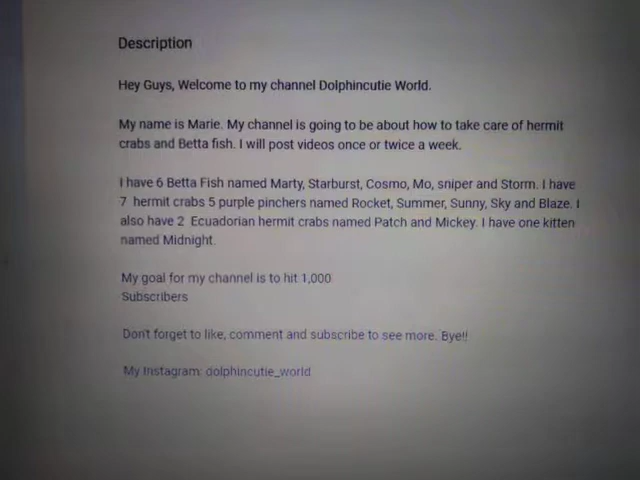 Description
Hey Guys, Welcome to my channel Dolphincutie World.
My name is Marie. My channel is going to be about how to take care of hermit
crabs and Betta fish. I will post videos once or twice a week.
I have 6 Betta Fish named Marty, Starburst, Cosmo, Mo, sniper and Storm. I have
7 hermit crabs 5 purple pinchers named Rocket, Summer, Sunny, Sky and Blaze. I
also have 2 Ecuadorian hermit crabs named Patch and Mickey. I have one kitten
named Midnight.
My goal for my channel is to hit 1,000
Subscribers
Don't forget to like, comment and subscribe to see more. Bye!!
My Instagram: dolphincutie_world